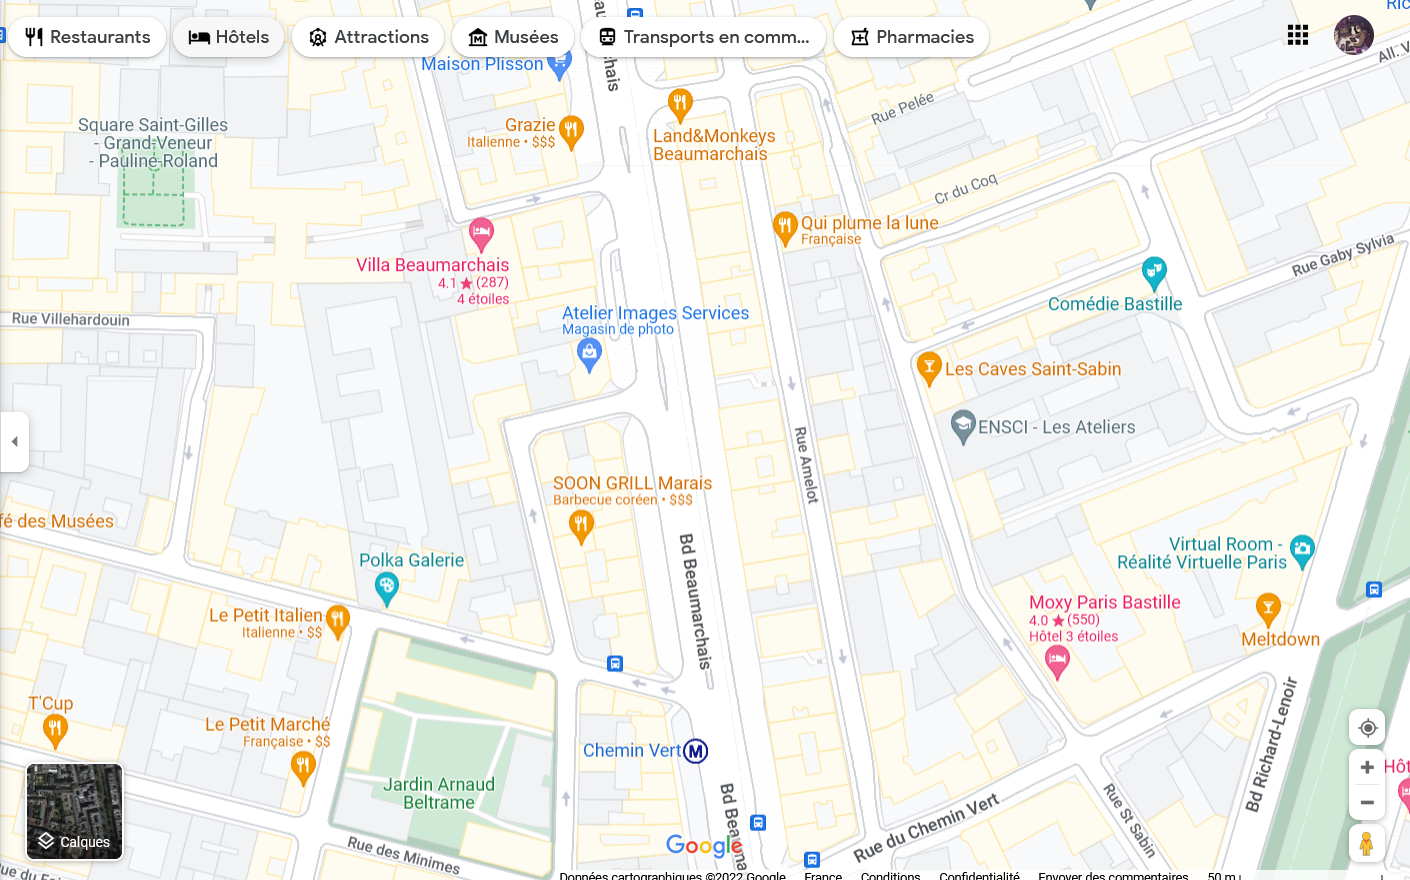 Restaurants
Hôtels
Attractions
Musées
Transports en comm...
Pharmacies
Ric
All. V
Maison Plisson
Rue Pelée
Square Saint-Gilles
- Grand-Veneur
- Pauline-Roland
Grazie
Italienne • $$$
Land&Monkeys
Beaumarchais
Cr du Coq
Qui plume la lune
Française
Villa Beaumarchais
4.1 ★ (287)
4 étoiles
Rue Gaby Sylvia
Comédie Bastille
Rue Villehardouin
Atelier Images Services
Magasin de photo
Les Caves Saint-Sabin
ENSCI - Les Ateliers
Rue Amelot
SOON GRILL Marais
Barbecue coréen • $$$
fé des Musées
Polka Galerie
Bd Beaumarchais
Virtual Room -
Réalité Virtuelle Paris
Le Petit Italien
Italienne • $$
Moxy Paris Bastille
4.0 ★ (550)
Hôtel 3 étoiles
Meltdown
T'Cup
Le Petit Marché
Française • $$
Chemin Vert
M
Bd Richard-Lenoir
Hôt
Jardin Arnaud
Beltrame
Rue du Chemin Vert
Rue St Sabin
Bd Beauma
Calques
Rue des Minimes
Google
Données cartographiques ©2022 Google
France
Conditions
Confidentialité
Envoyer des commentaires
50 m